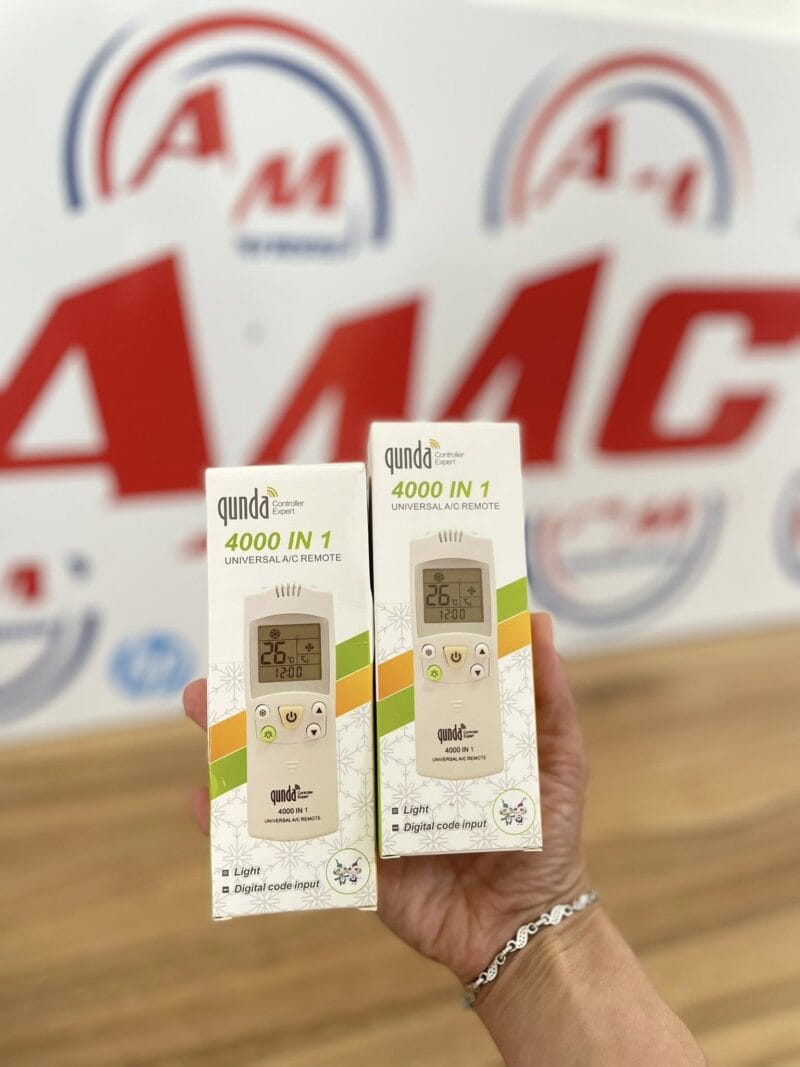 AM
A-1
AMC
qunda Controller
Expert
4000 IN 1
UNIVERSAL A/C REMOTE
26°C
12:00
qunda Controller
Expert
4000 IN 1
UNIVERSAL A/C REMOTE
Light
Digital code input
qunda Controller
Expert
4000 IN 1
UNIVERSAL A/C REMOTE
26°C
12:00
qunda Controller
Expert
4000 IN 1
UNIVERSAL A/C REMOTE
Light
Digital code input